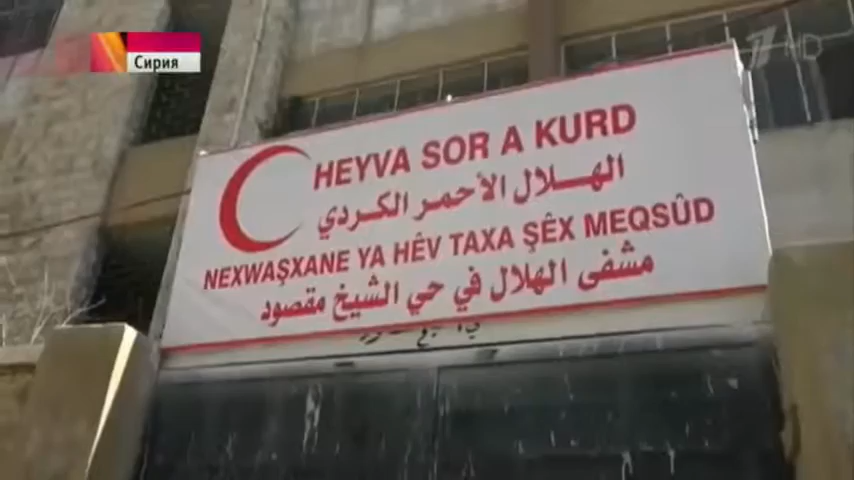 Сирия
HD
HEYVA SOR A KURD
الهلال الأحمر الكردي
NEXWAŞXANE YA HÊV TAXA ŞÊX MEQSÛD
مشفى الهلال في حي الشيخ مقصود